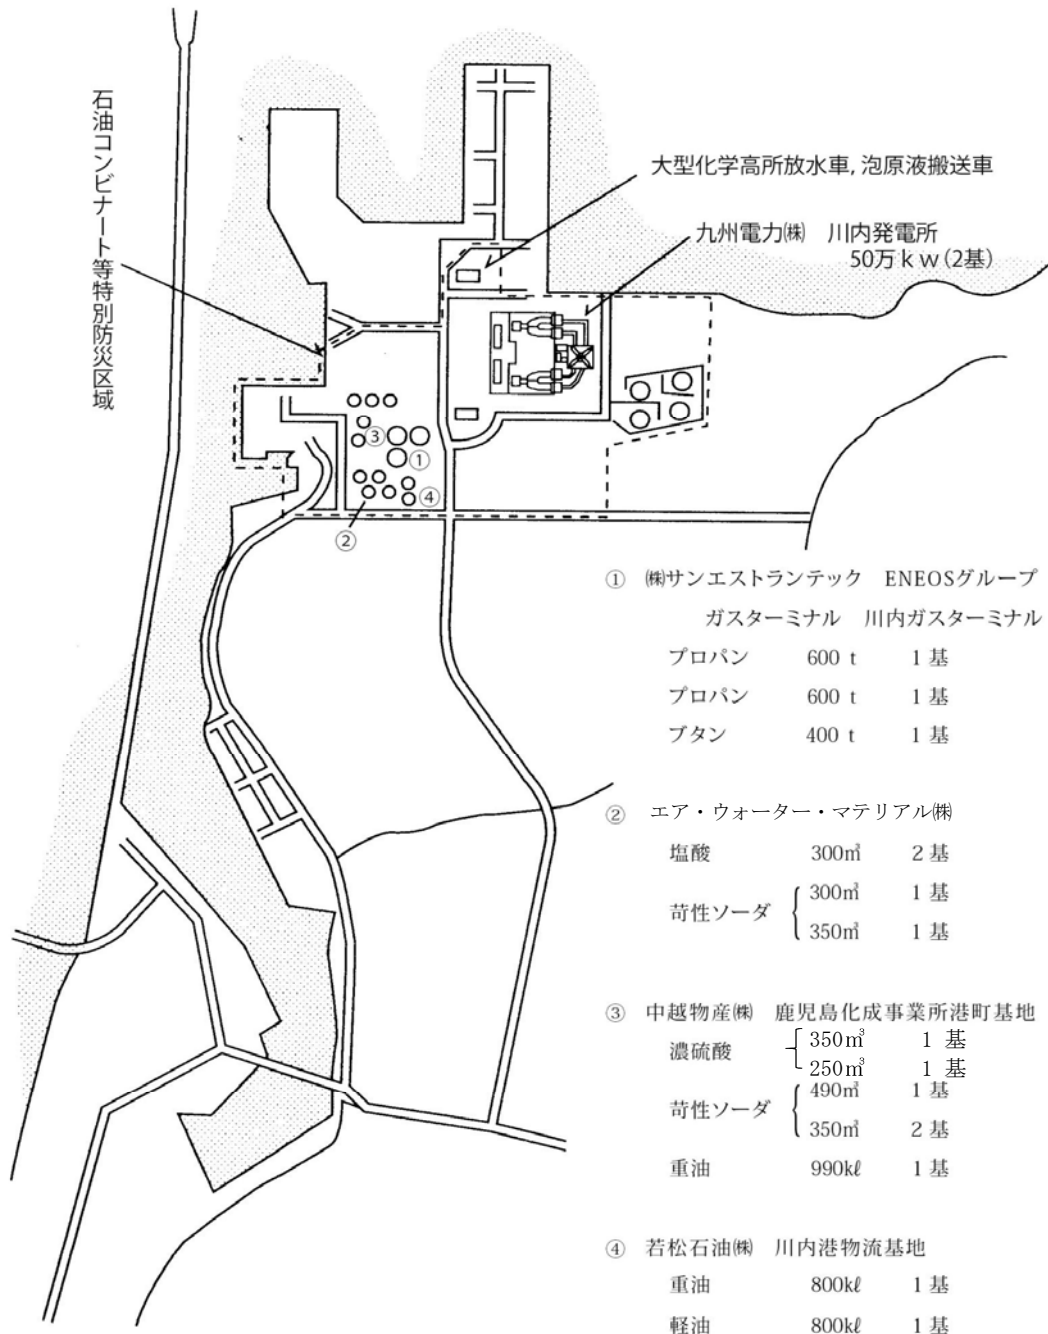 石油コンビナート等特別防災区域
大型化学高所放水車, 泡原液搬送車
九州電力㈱　川内発電所
50万ｋｗ(2基)
③
①
④
②
①　㈱サンエストランテック　ENEOSグループ
ガスターミナル　川内ガスターミナル
プロパン　600 t　1 基
プロパン　600 t　1 基
ブタン　400 t　1 基
②　エア・ウォーター・マテリアル㈱
塩酸　300㎥　2 基
苛性ソーダ　300㎥　1 基
350㎥　1 基
③　中越物産㈱　鹿児島化成事業所港町基地
濃硫酸　350㎥　1 基
250㎥　1 基
苛性ソーダ　490㎥　1 基
350㎥　2 基
重油　990kℓ　1 基
④　若松石油㈱　川内港物流基地
重油　800kℓ　1 基
軽油　800kℓ　1 基